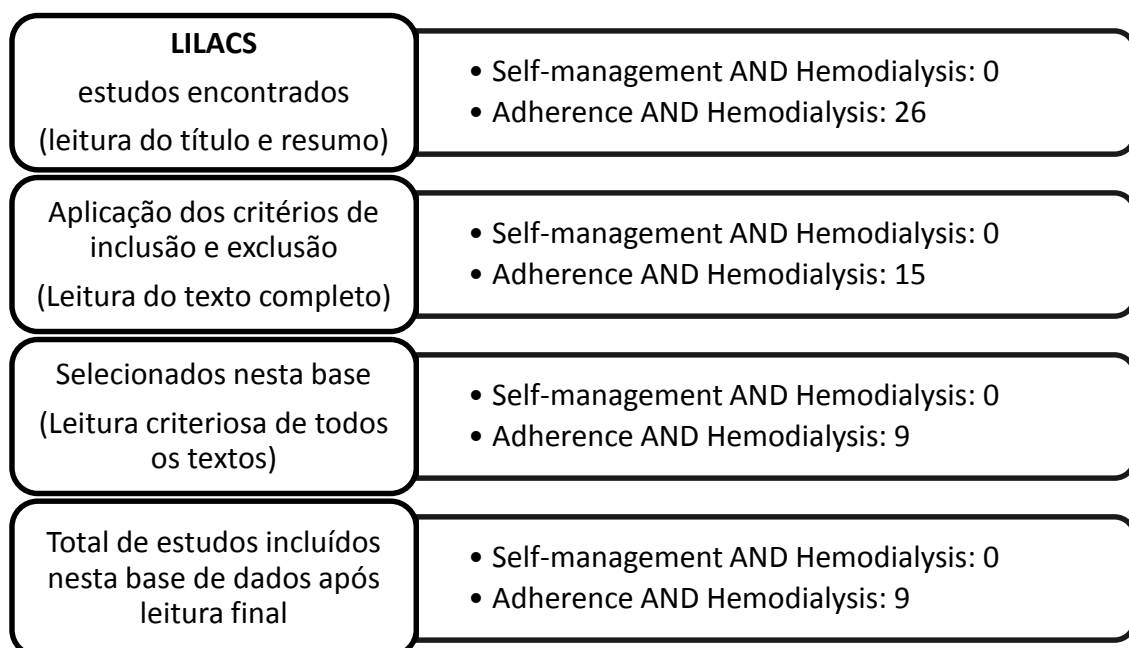 LILACS
estudos encontrados
(leitura do título e resumo)
• Self-management AND Hemodialysis: 0
• Adherence AND Hemodialysis: 26
Aplicação dos critérios de
inclusão e exclusão
(Leitura do texto completo)
• Self-management AND Hemodialysis: 0
• Adherence AND Hemodialysis: 15
Selecionados nesta base
(Leitura criteriosa de todos
os textos)
• Self-management AND Hemodialysis: 0
• Adherence AND Hemodialysis: 9
Total de estudos incluídos
nesta base de dados após
leitura final
• Self-management AND Hemodialysis: 0
• Adherence AND Hemodialysis: 9